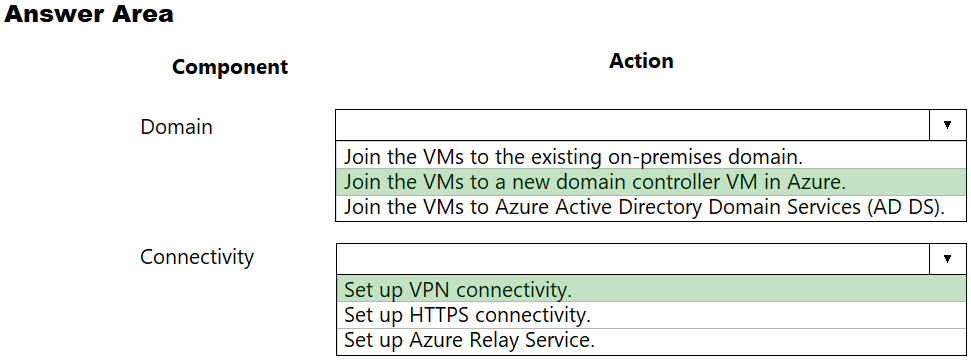 Answer Area
Component
Action
Domain
Join the VMs to the existing on-premises domain.
Join the VMs to a new domain controller VM in Azure.
Join the VMs to Azure Active Directory Domain Services (AD DS).
Connectivity
Set up VPN connectivity.
Set up HTTPS connectivity.
Set up Azure Relay Service.